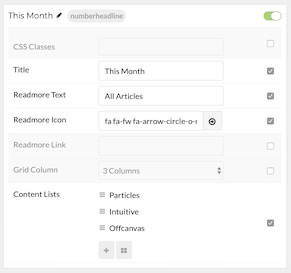 This Month numberheadline
CSS Classes
Title This Month
Readmore Text All Articles
Readmore Icon fa fa-fw fa-arrow-circle-o-r
Readmore Link
Grid Column 3 Columns
Content Lists Particles
Intuitive
Offcanvas